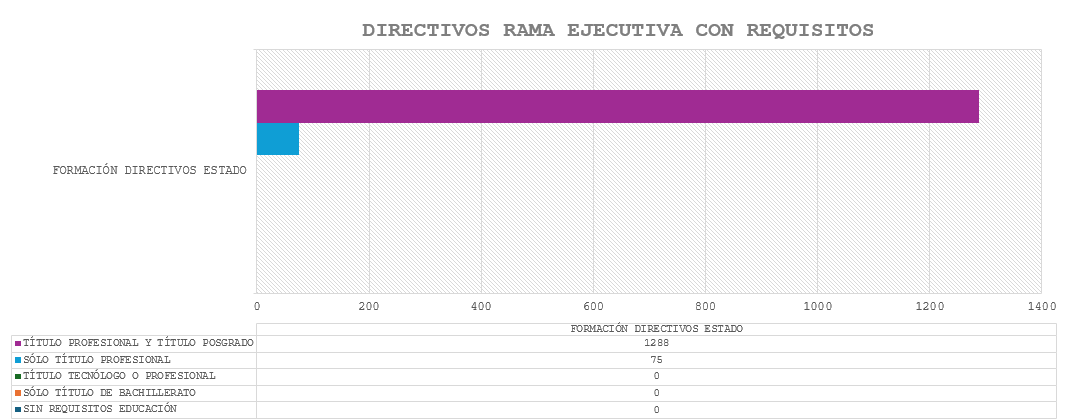 DIRECTIVOS RAMA EJECUTIVA CON REQUISITOS
FORMACIÓN DIRECTIVOS ESTADO
0 200 400 600 800 1000 1200 1400
FORMACIÓN DIRECTIVOS ESTADO
TÍTULO PROFESIONAL Y TÍTULO POSGRADO 1288
SÓLO TÍTULO PROFESIONAL 75
TÍTULO TECNÓLOGO O PROFESIONAL 0
SÓLO TÍTULO DE BACHILLERATO 0
SIN REQUISITOS EDUCACIÓN 0